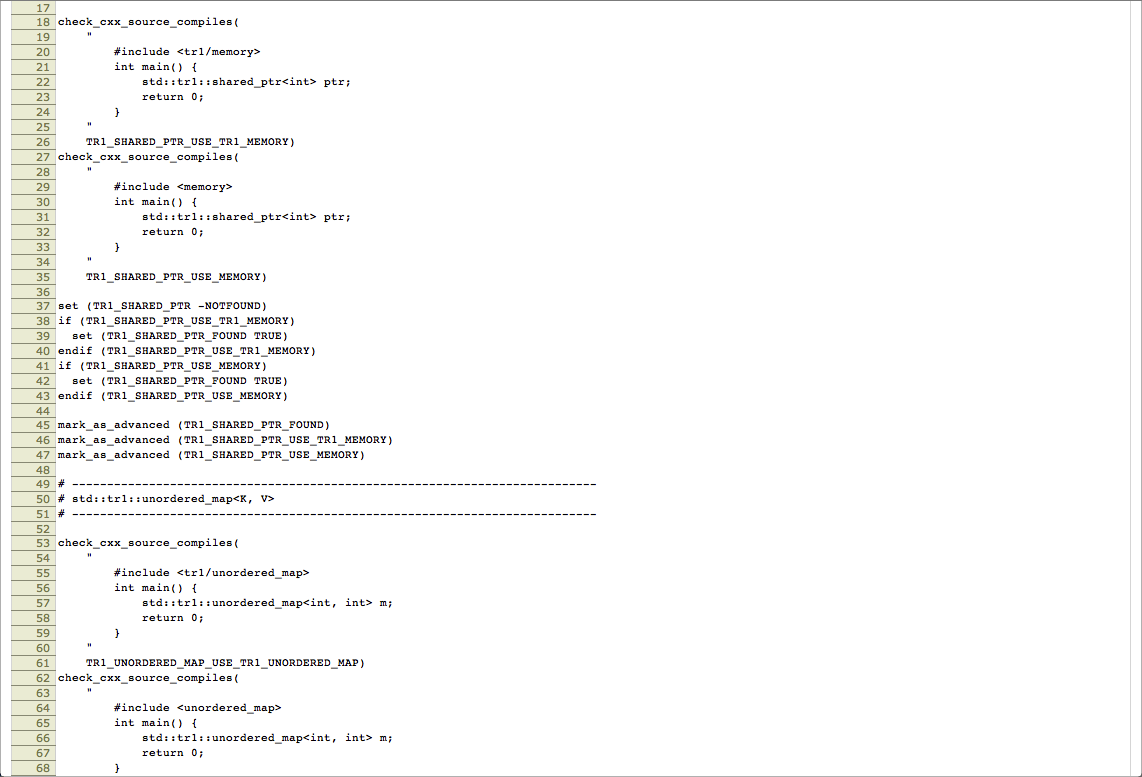 17
18 check_cxx_source_compiles(
19     "
20         #include <tr1/memory>
21         int main() {
22             std::tr1::shared_ptr<int> ptr;
23             return 0;
24         }
25     "
26     TR1_SHARED_PTR_USE_TR1_MEMORY)
27 check_cxx_source_compiles(
28     "
29         #include <memory>
30         int main() {
31             std::tr1::shared_ptr<int> ptr;
32             return 0;
33         }
34     "
35     TR1_SHARED_PTR_USE_MEMORY)
36
37 set (TR1_SHARED_PTR -NOTFOUND)
38 if (TR1_SHARED_PTR_USE_TR1_MEMORY)
39   set (TR1_SHARED_PTR_FOUND TRUE)
40 endif (TR1_SHARED_PTR_USE_TR1_MEMORY)
41 if (TR1_SHARED_PTR_USE_MEMORY)
42   set (TR1_SHARED_PTR_FOUND TRUE)
43 endif (TR1_SHARED_PTR_USE_MEMORY)
44
45 mark_as_advanced (TR1_SHARED_PTR_FOUND)
46 mark_as_advanced (TR1_SHARED_PTR_USE_TR1_MEMORY)
47 mark_as_advanced (TR1_SHARED_PTR_USE_MEMORY)
48
49 # ---------------------------------------------------------------------------
50 # std::tr1::unordered_map<K, V>
51 # ---------------------------------------------------------------------------
52
53 check_cxx_source_compiles(
54     "
55         #include <tr1/unordered_map>
56         int main() {
57             std::tr1::unordered_map<int, int> m;
58             return 0;
59         }
60     "
61     TR1_UNORDERED_MAP_USE_TR1_UNORDERED_MAP)
62 check_cxx_source_compiles(
63     "
64         #include <unordered_map>
65         int main() {
66             std::tr1::unordered_map<int, int> m;
67             return 0;
68         }